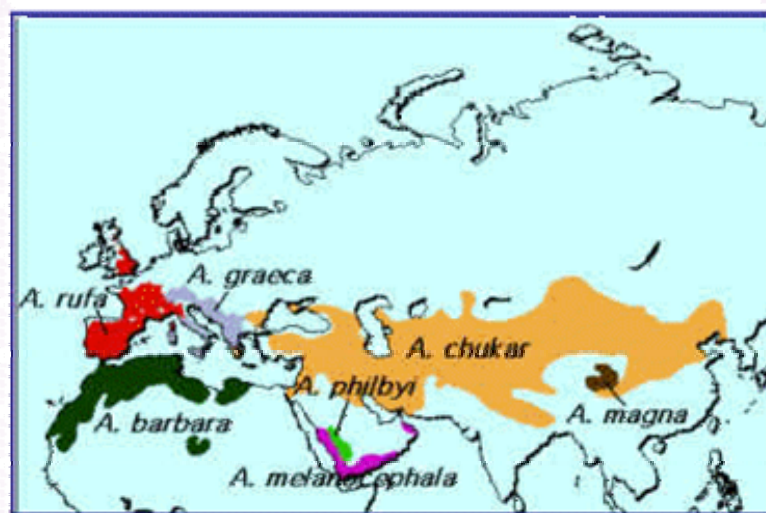 A. graeca
A. rufa
A. chukar
A. philbyi
A. magna
A. barbara
A. melanocephala